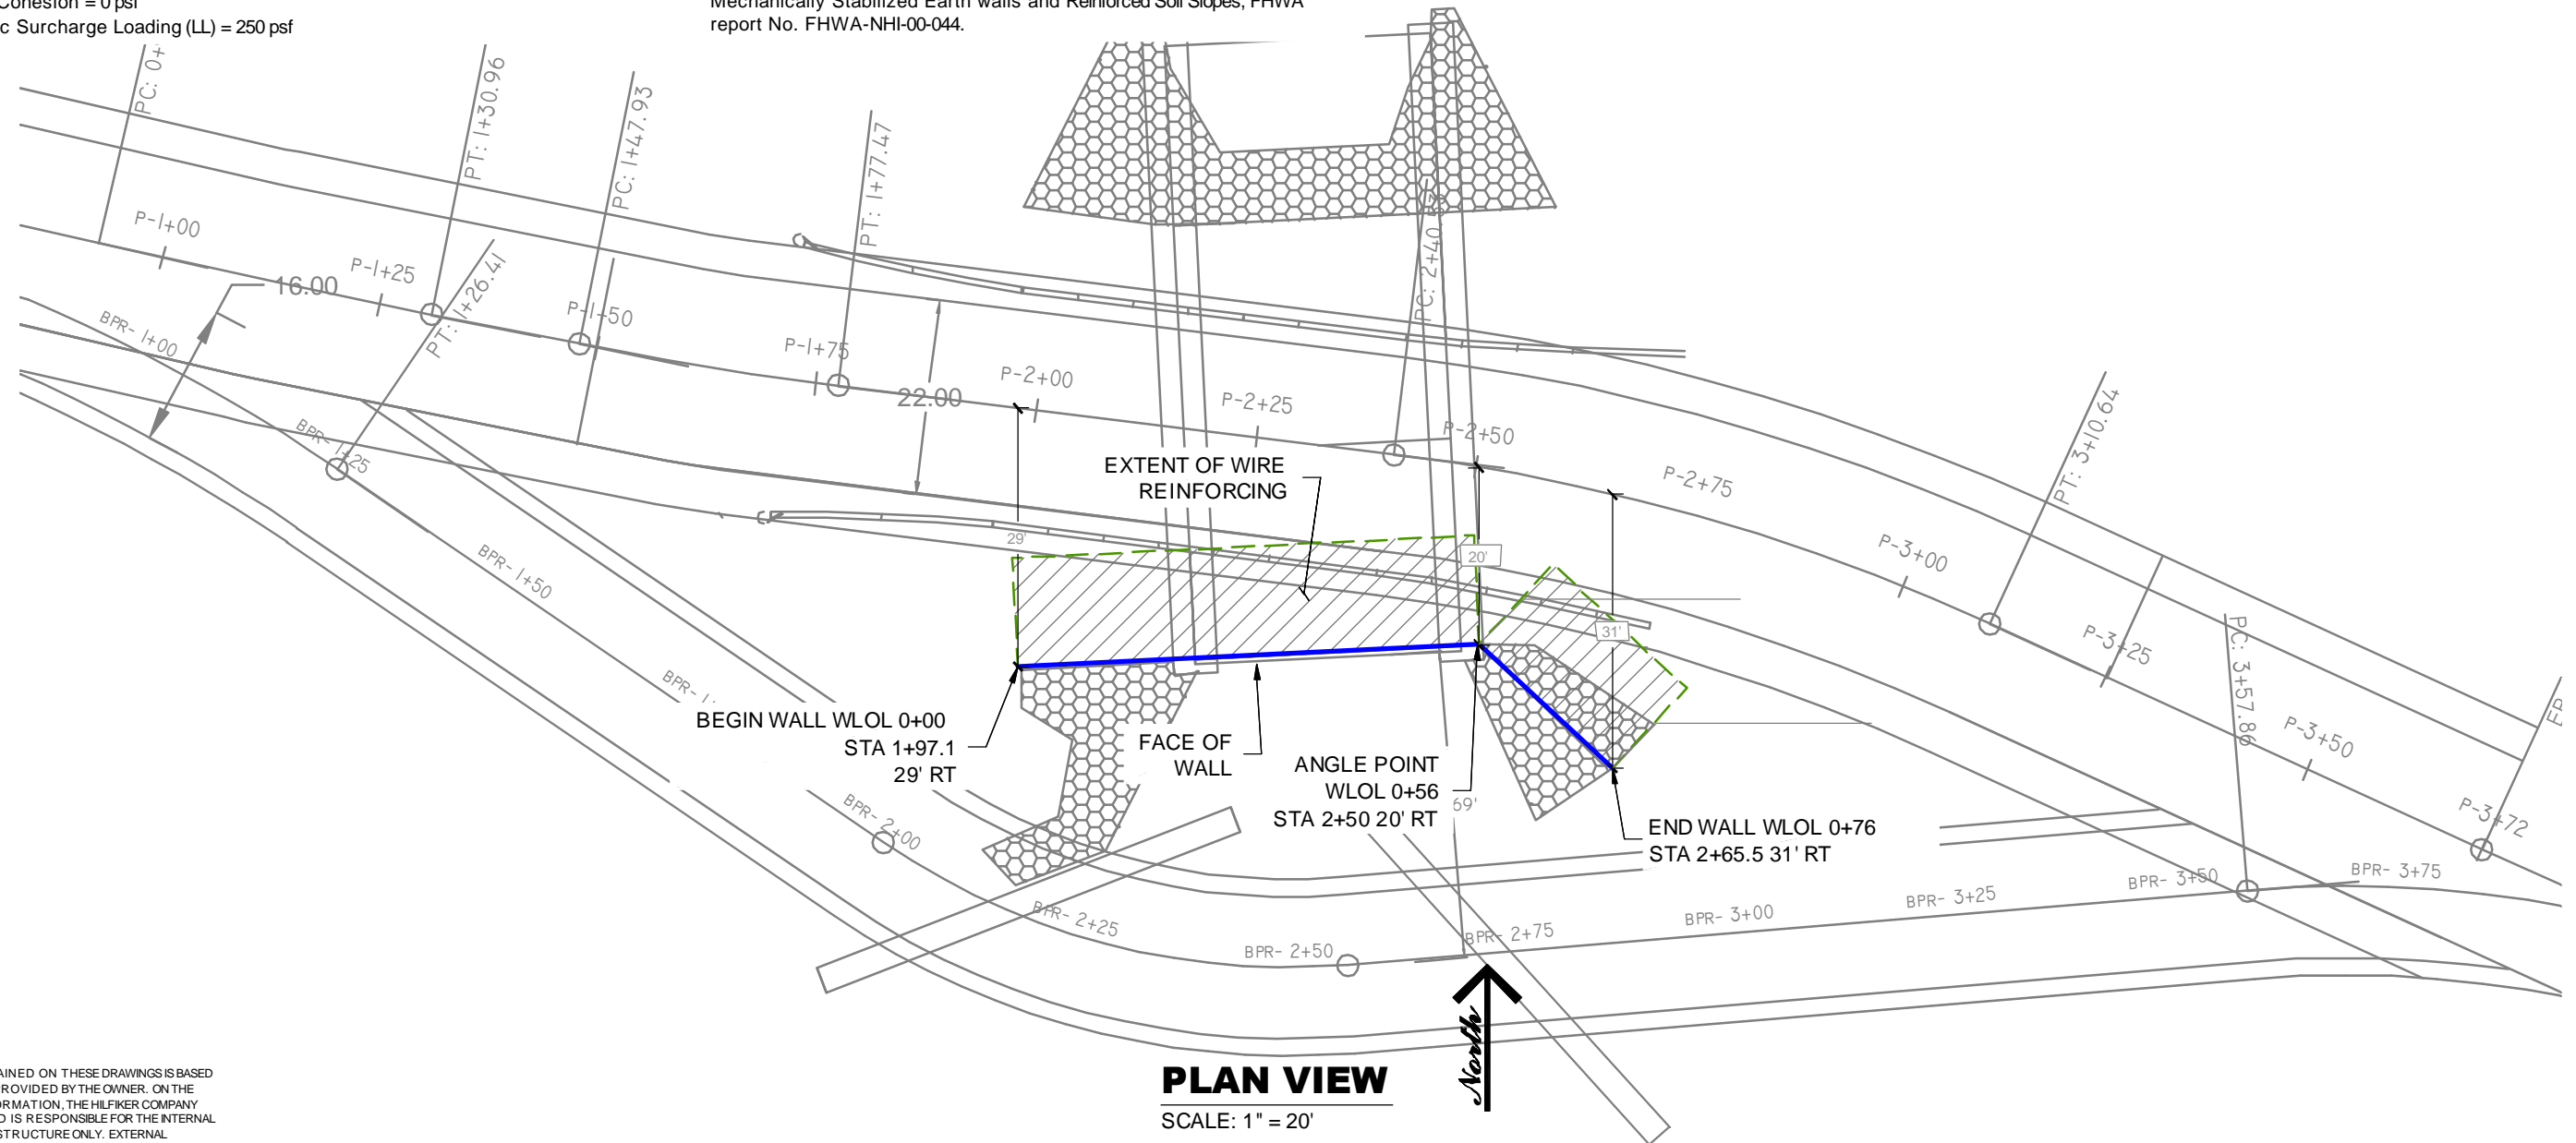 Cohesion = 0 psf
c Surcharge Loading (LL) = 250 psf
Mechanically Stabilized Earth walls and Reinforced Soil Slopes, FHWA
report No. FHWA-NHI-00-044.
PC: 0+
PT: 1+30.96
PC: 1+47.93
PT: 1+77.47
PC: 2+40.
P-1+00
P-1+25
16.00
PT: 1+26.41
P-1+50
P-1+75
22.00
P-2+00
P-2+25
P-2+50
P-2+75
P-3+00
PT: 3+10.64
P-3+25
PC: 3+57.86
P-3+50
P-3+72
BPR- 1+00
BPR- 1+25
BPR- 1+50
BPR- 1
EXTENT OF WIRE
REINFORCING
29'
20'
31'
BEGIN WALL WLOL 0+00
STA 1+97.1
29' RT
FACE OF
WALL
ANGLE POINT
WLOL 0+56
STA 2+50 20' RT
69'
END WALL WLOL 0+76
STA 2+65.5 31' RT
BPR- 2+00
BPR- 2+25
BPR- 2+50
BPR- 2+75
BPR- 3+00
BPR- 3+25
BPR- 3+50
BPR- 3+75
North
PLAN VIEW
SCALE: 1" = 20'
AINED ON THESE DRAWINGS IS BASED
ROVIDED BY THE OWNER. ON THE
ORMATION, THE HILFIKER COMPANY
D IS RESPONSIBLE FOR THE INTERNAL
STRUCTURE ONLY. EXTERNAL